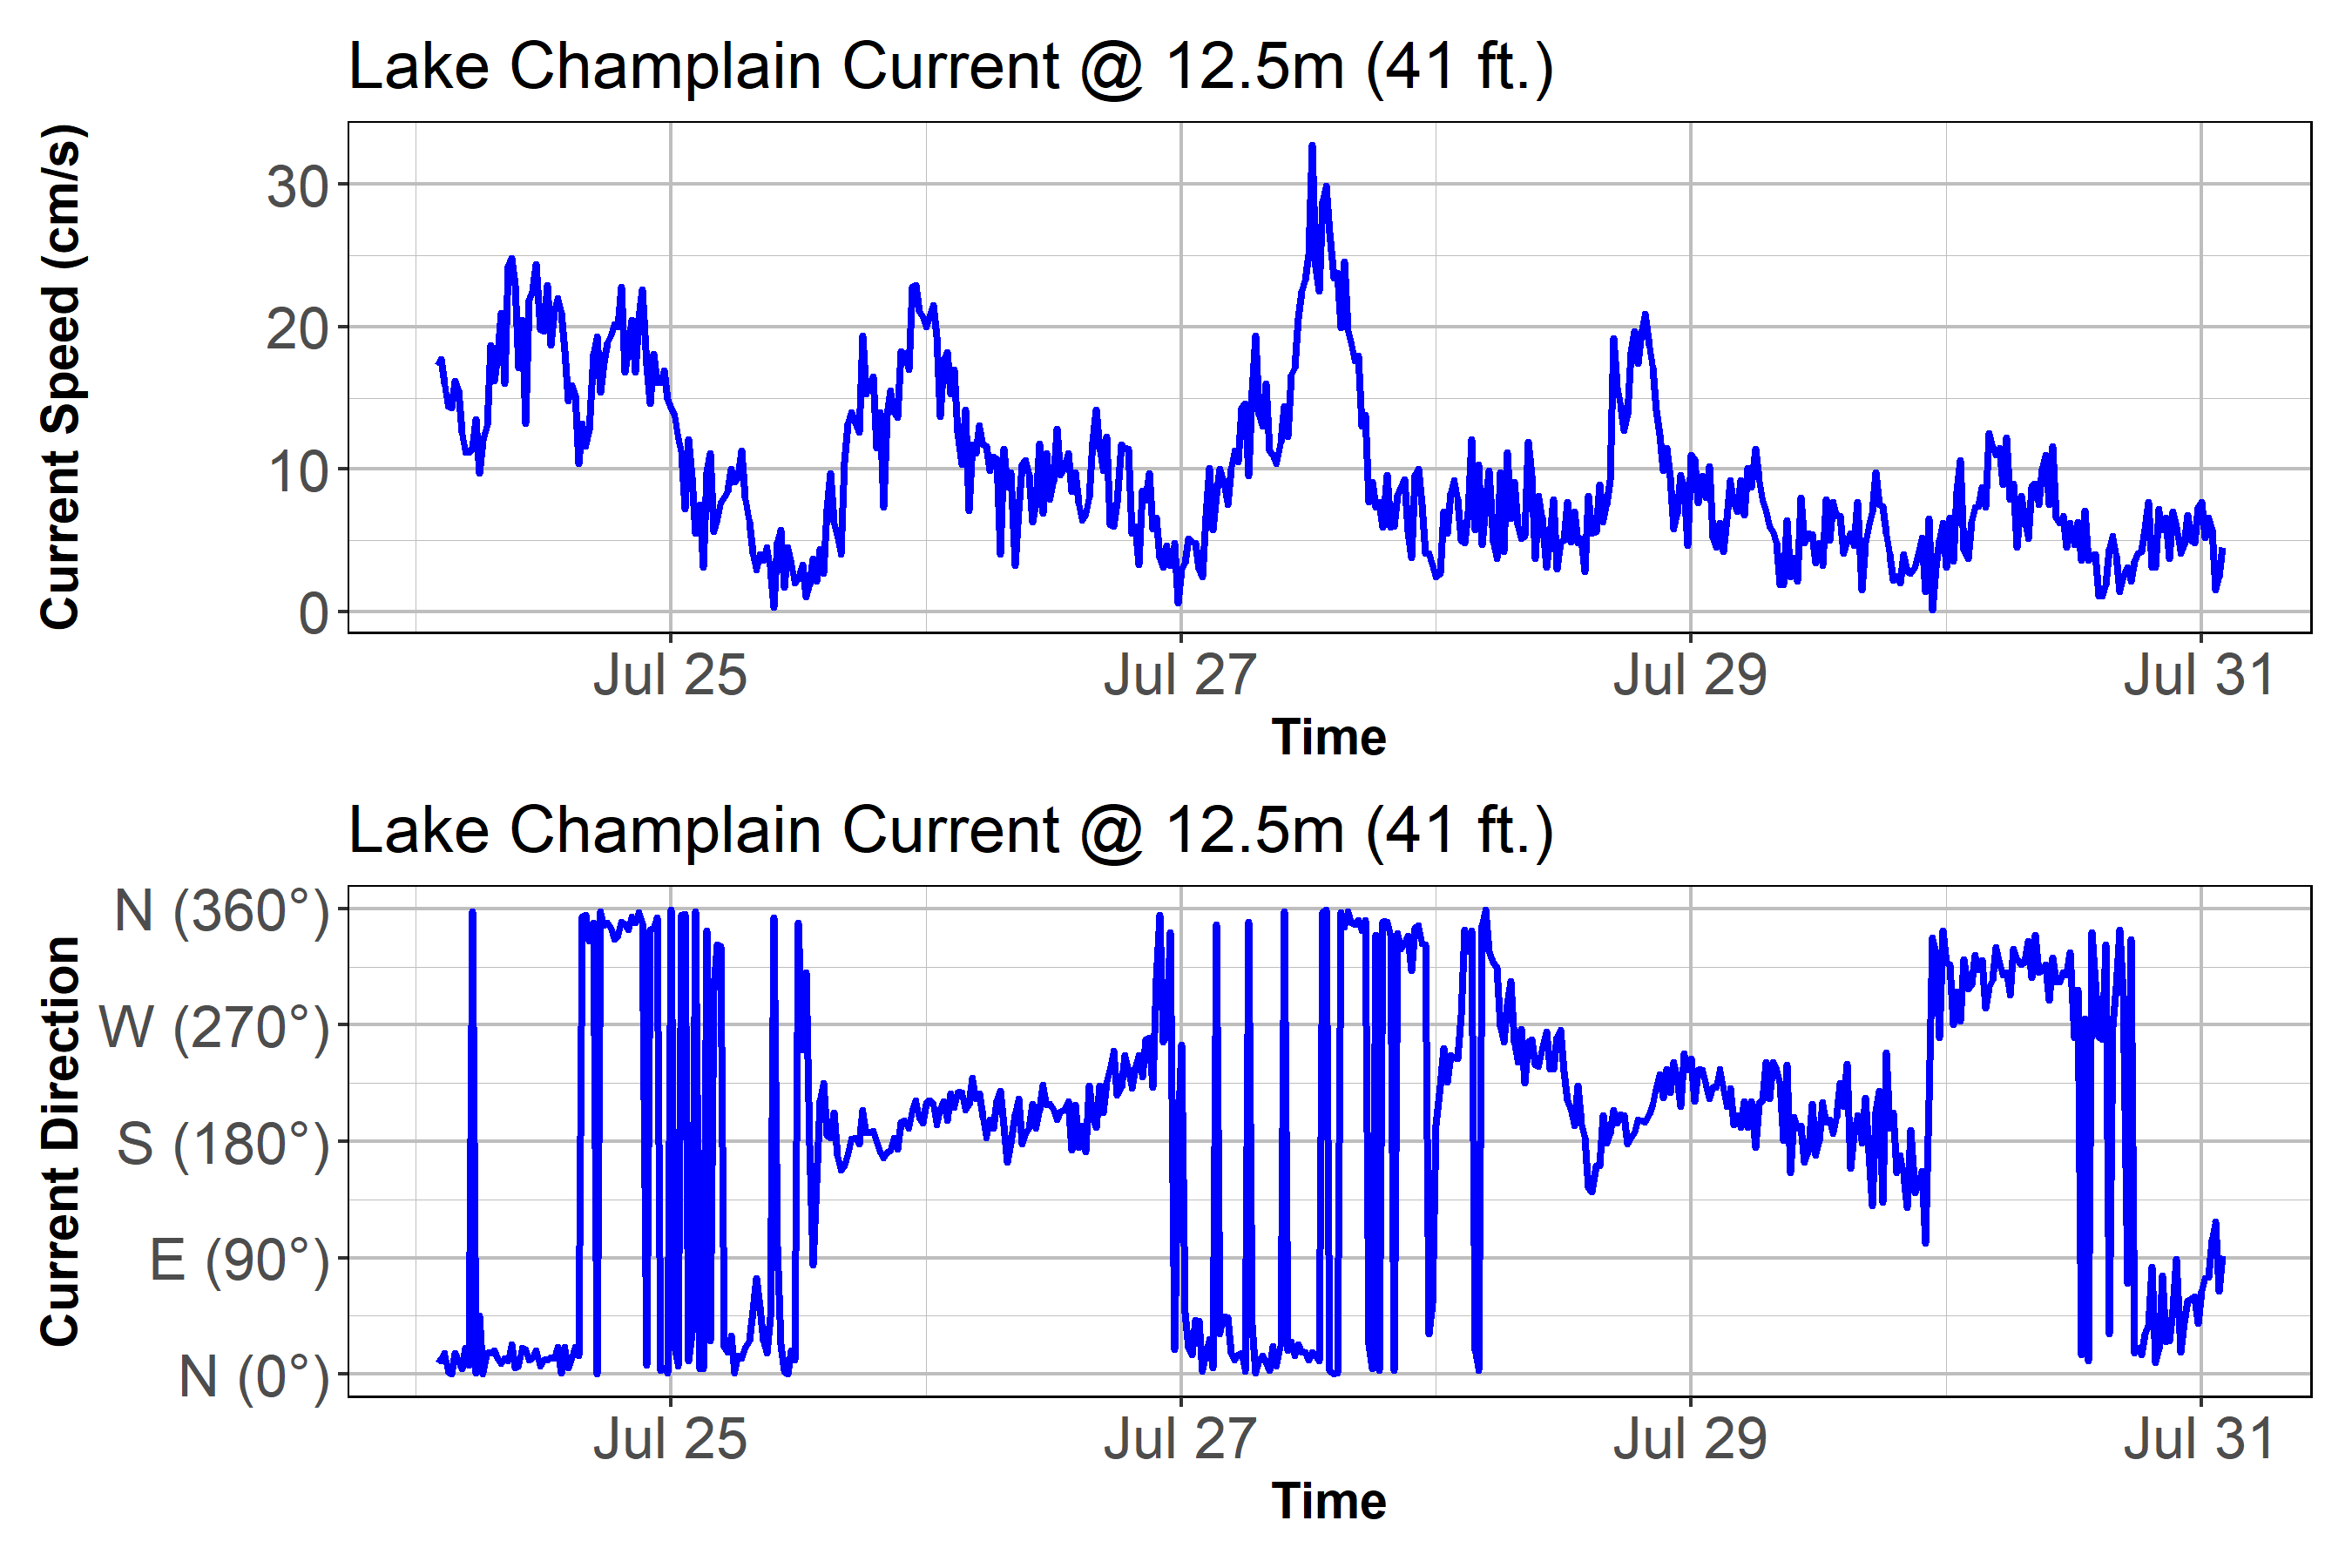 Lake Champlain Current @ 12.5m (41 ft.)
Current Speed (cm/s)
30
20
10
0
Jul 25 Jul 27 Jul 29 Jul 31
Time
Lake Champlain Current @ 12.5m (41 ft.)
Current Direction
N (360°)
W (270°)
S (180°)
E (90°)
N (0°)
Jul 25 Jul 27 Jul 29 Jul 31
Time